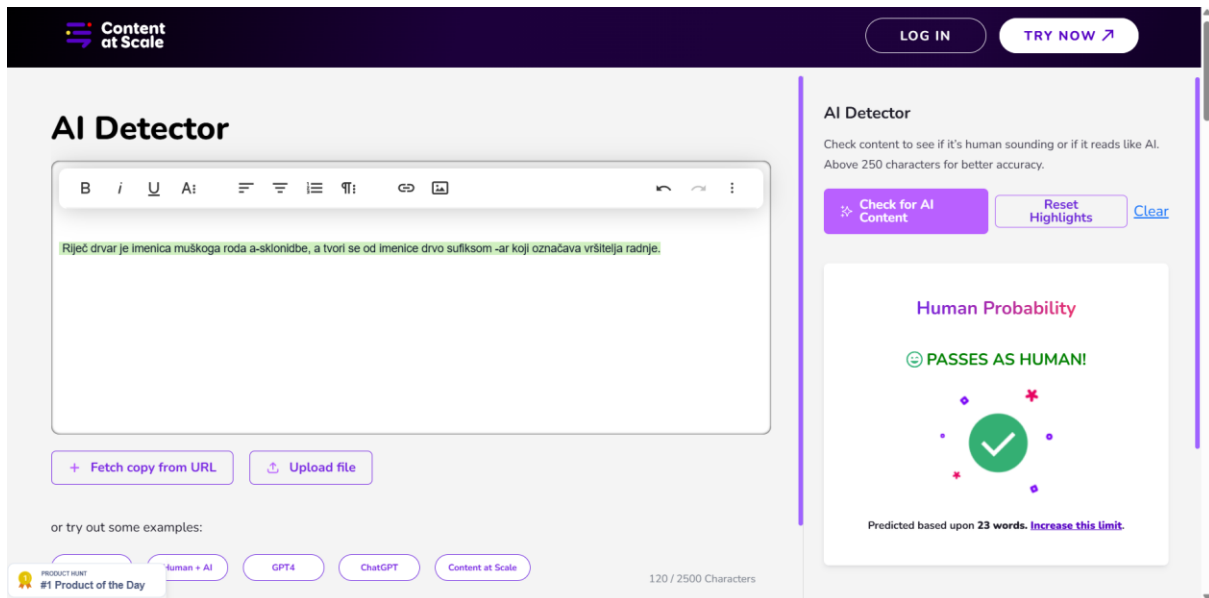 Content
at Scale
LOG IN
TRY NOW
AI Detector
B i U A
Riječ drvar je imenica muškoga roda a-sklonidbe, a tvori se od imenice drvo sufiksom -ar koji označava vršitelja radnje.
+ Fetch copy from URL
Upload file
or try out some examples:
uman + AI
GPT4
ChatGPT
Content at Scale
120 / 2500 Characters
PRODUCT HUNT
#1 Product of the Day
AI Detector
Check content to see if it's human sounding or if it reads like AI.
Above 250 characters for better accuracy.
Check for AI
Content
Reset
Highlights
Clear
Human Probability
PASSES AS HUMAN!
Predicted based upon 23 words. Increase this limit.